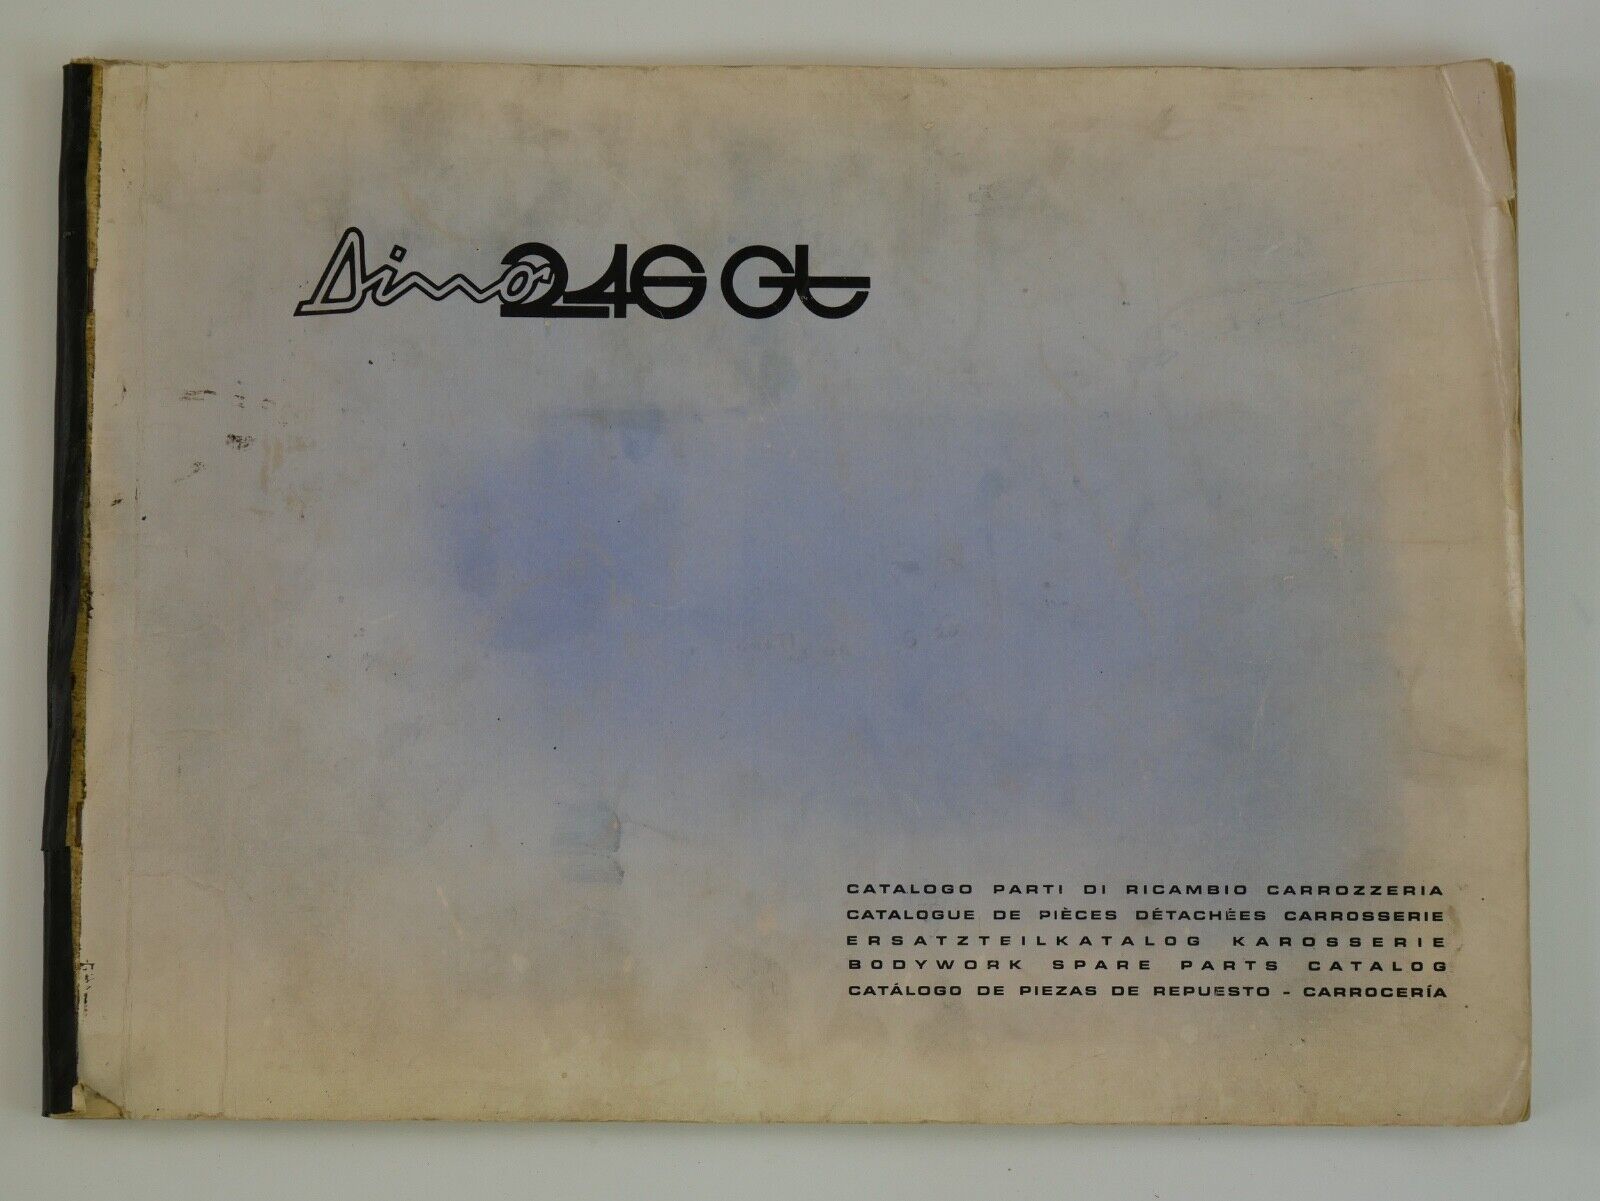 Dino 246 Gt
CATALOGO PARTI DI RICAMBIO CARROZZERIA
CATALOGUE DE PIÈCES DÉTACHÉES CARROSSERIE
ERSATZTEILKATALOG KAROSSERIE
BODYWORK SPARE PARTS CATALOG
CATÁLOGO DE PIEZAS DE REPUESTO - CARROCERÍA